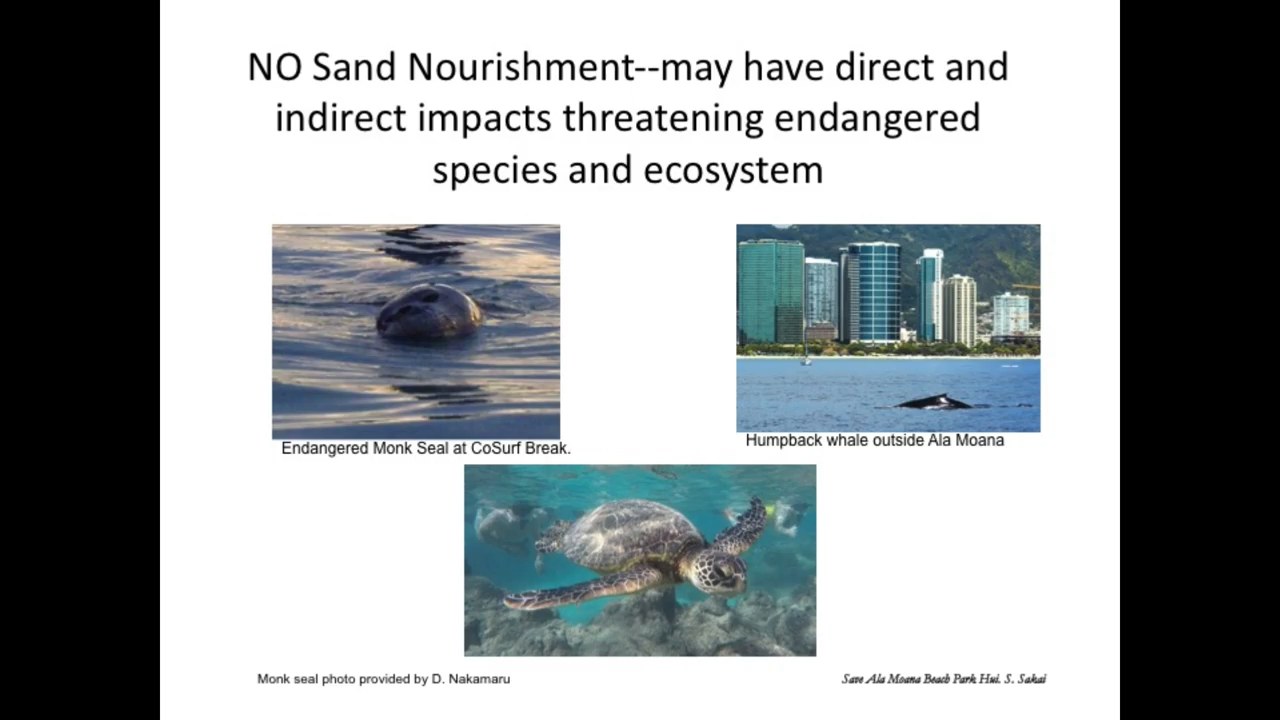 NO Sand Nourishment--may have direct and
indirect impacts threatening endangered
species and ecosystem
Endangered Monk Seal at CoSurf Break.
Humpback whale outside Ala Moana
Monk seal photo provided by D. Nakamaru
Save Ala Moana Beach Park Hui. S. Sakai